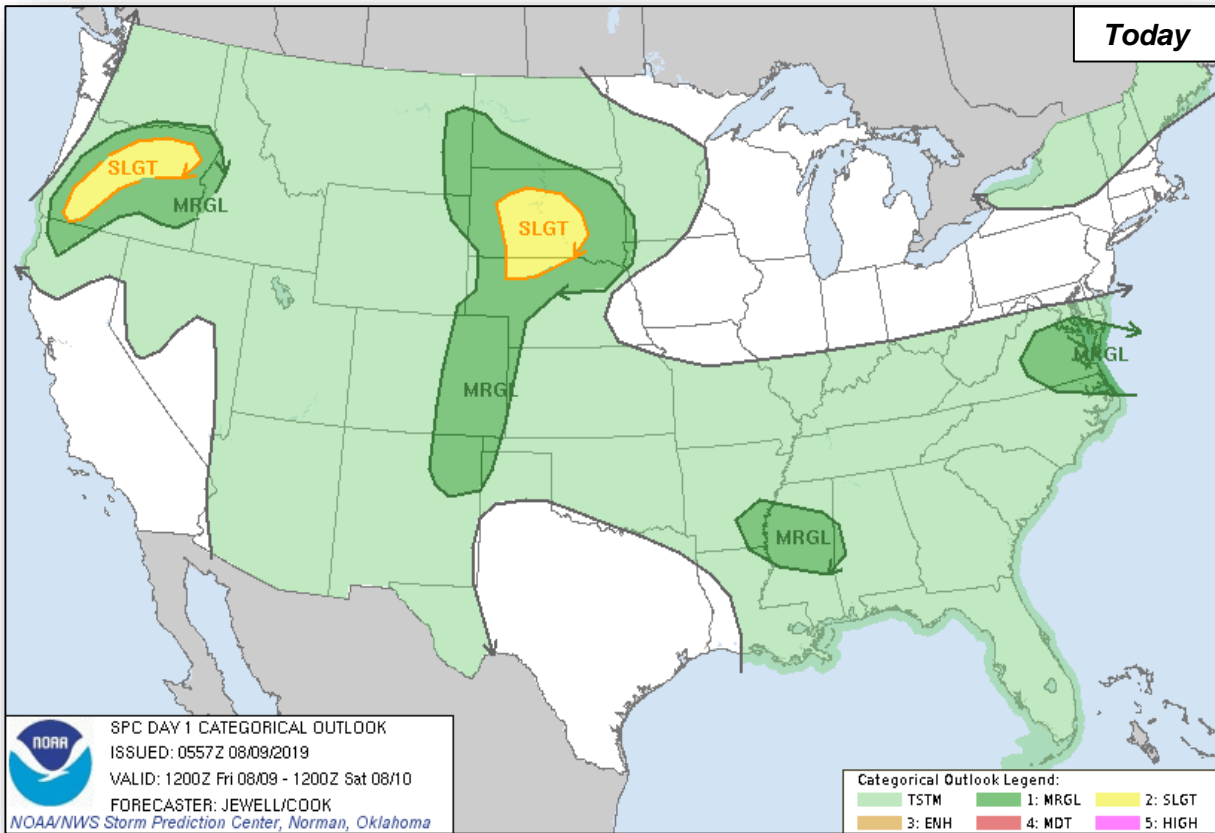 Today
SLGT
MRGL
SLGT
MRGL
MRGL
MRGL
NOAA
SPC DAY 1 CATEGORICAL OUTLOOK
ISSUED: 0557Z 08/09/2019
VALID: 1200Z Fri 08/09 - 1200Z Sat 08/10
FORECASTER: JEWELL/COOK
NOAA/NWS Storm Prediction Center, Norman, Oklahoma
Categorical Outlook Legend:
TSTM 1: MRGL 2: SLGT
3: ENH 4: MDT 5: HIGH